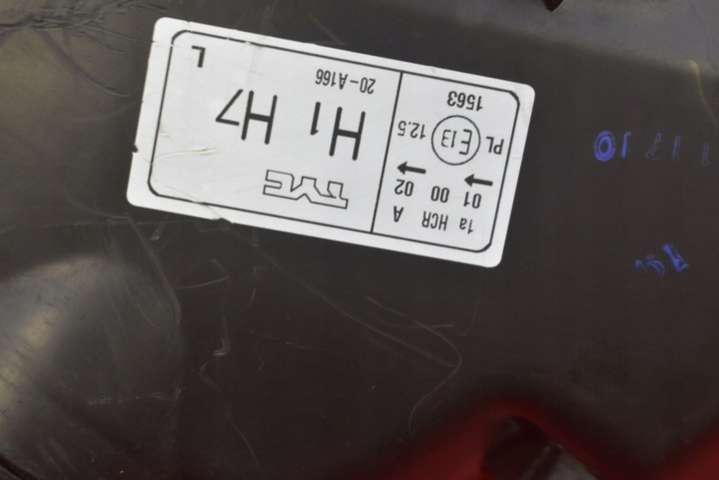 1a HCR A
01 00 02
← →
PL E13 12.5
1563
TYC
H1 H7
20-A166
L